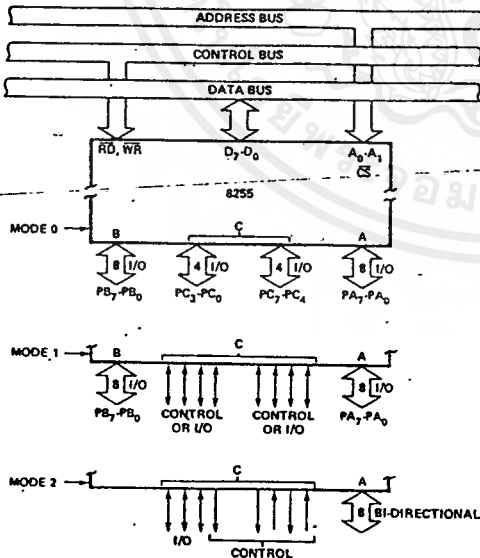 ADDRESS BUS
CONTROL BUS
DATA BUS
RD, WR
D7-D0
A0-A1
CS
8255
MODE 0
B
C
A
8 I/O
4 I/O
4 I/O
8 I/O
PB7-PB0
PC3-PC0
PC7-PC4
PA7-PA0
MODE 1
B
C
A
8 I/O
8 I/O
PB7-PB0
CONTROL
OR I/O
CONTROL
OR I/O
PA7-PA0
MODE 2
C
A
8 BI-DIRECTIONAL
I/O
CONTROL